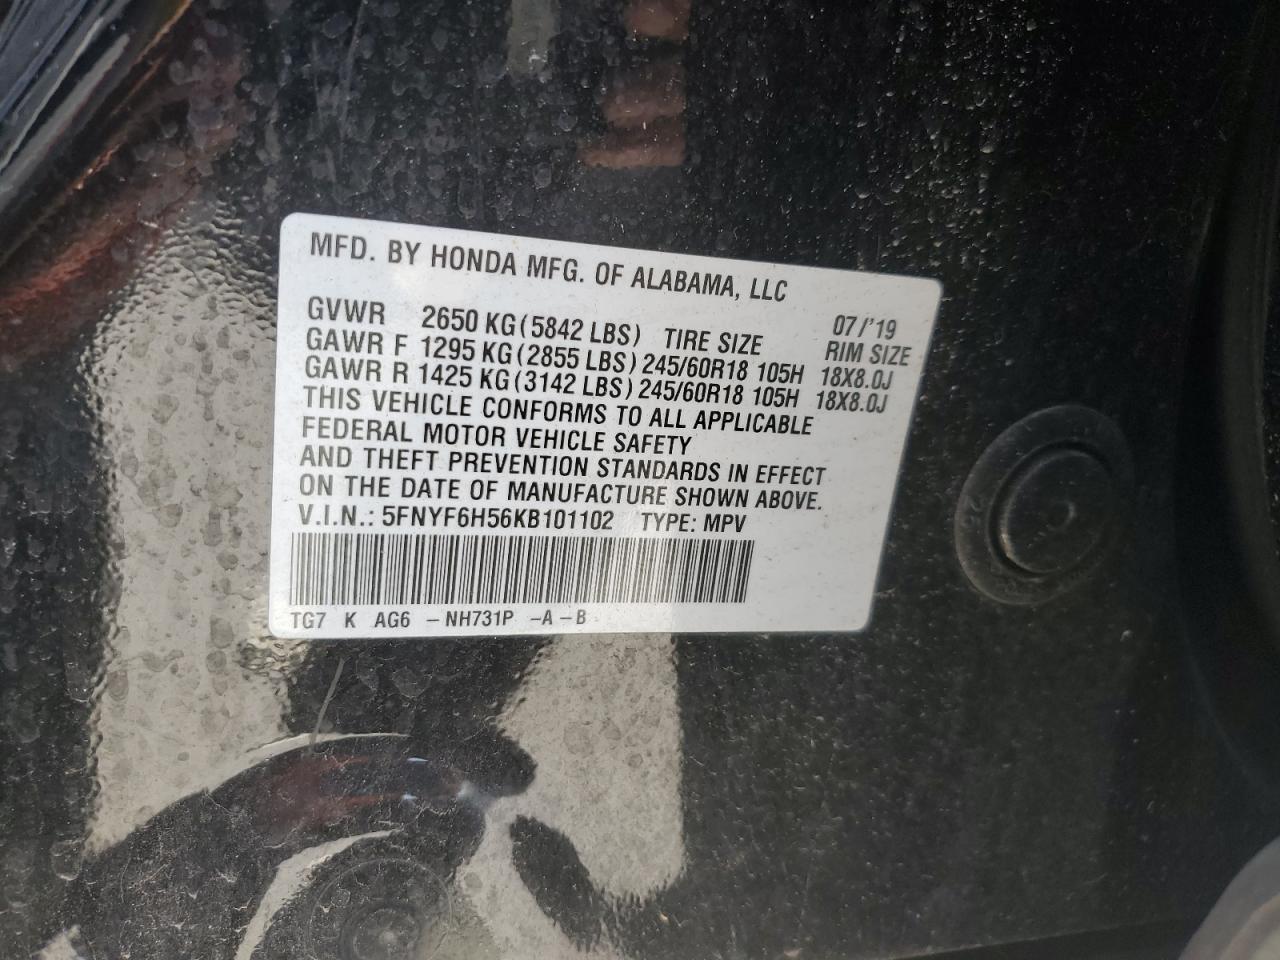 MFD. BY HONDA MFG. OF ALABAMA, LLC
07/'19
GVWR 2650 KG(5842 LBS) TIRE SIZE RIM SIZE
GAWR F 1295 KG(2855 LBS) 245/60R18 105H 18X8.0J
GAWR R 1425 KG(3142 LBS) 245/60R18 105H 18X8.0J
THIS VEHICLE CONFORMS TO ALL APPLICABLE
FEDERAL MOTOR VEHICLE SAFETY
AND THEFT PREVENTION STANDARDS IN EFFECT
ON THE DATE OF MANUFACTURE SHOWN ABOVE.
V.I.N.: 5FNYF6H56KB101102 TYPE: MPV
TG7 K AG6 -NH731P -A-B